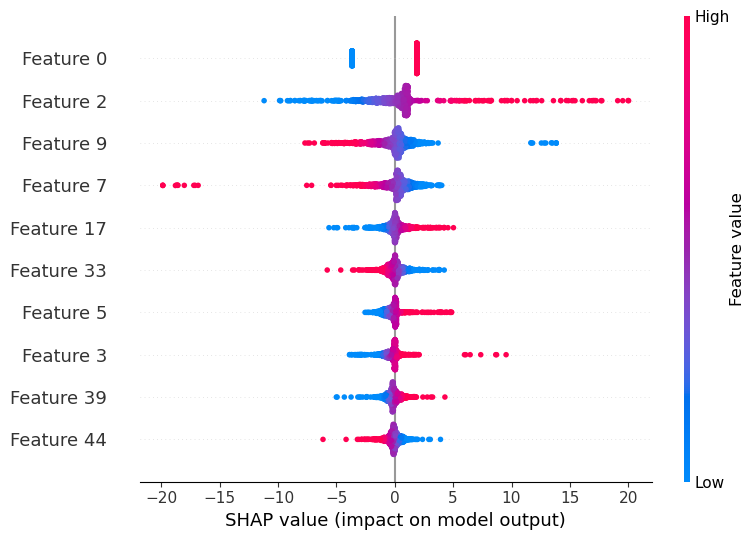 High
Feature 0
Feature 2
Feature 9
Feature 7
Feature 17
Feature 33
Feature 5
Feature 3
Feature 39
Feature 44
Feature value
Low
−20 −15 −10 −5 0 5 10 15 20
SHAP value (impact on model output)